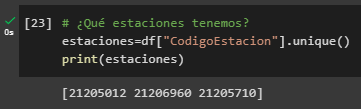 [23] # ¿Qué estaciones tenemos?
0s
estaciones=df["CodigoEstacion"].unique()
print(estaciones)
[21205012 21206960 21205710]